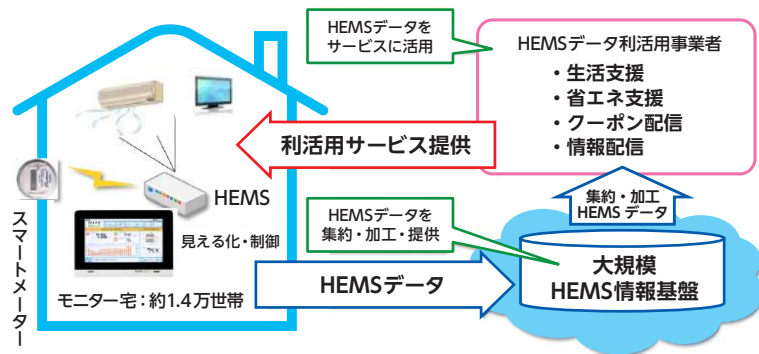 HEMSデータを
サービスに活用
HEMSデータ利活用事業者
・生活支援
・省エネ支援
・クーポン配信
・情報配信
利活用サービス提供
HEMS
スマートメーター
見える化・制御
モニター宅：約1.4万世帯
HEMSデータを
集約・加工・提供
集約・加工
HEMS データ
HEMSデータ
大規模
HEMS情報基盤